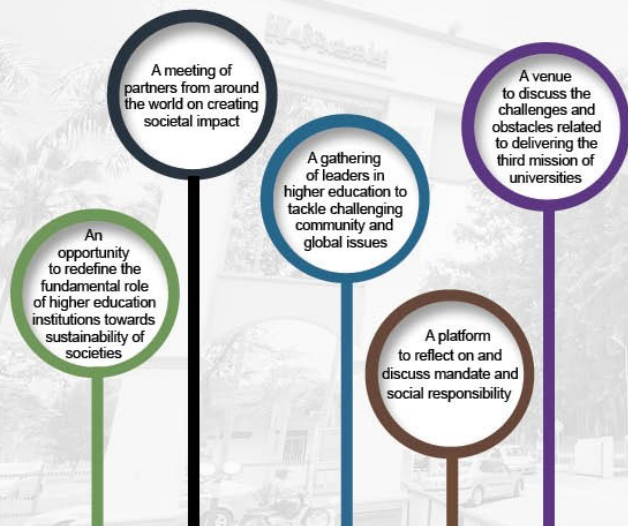 A meeting of
partners from around
the world on creating
societal impact
A venue
to discuss the
challenges and
obstacles related
to delivering the
third mission of
universities
A gathering
of leaders in
higher education to
tackle challenging
community and
global issues
An
opportunity
to redefine the
fundamental role
of higher education
institutions towards
sustainability of
societies
A platform
to reflect on and
discuss mandate and
social responsibility